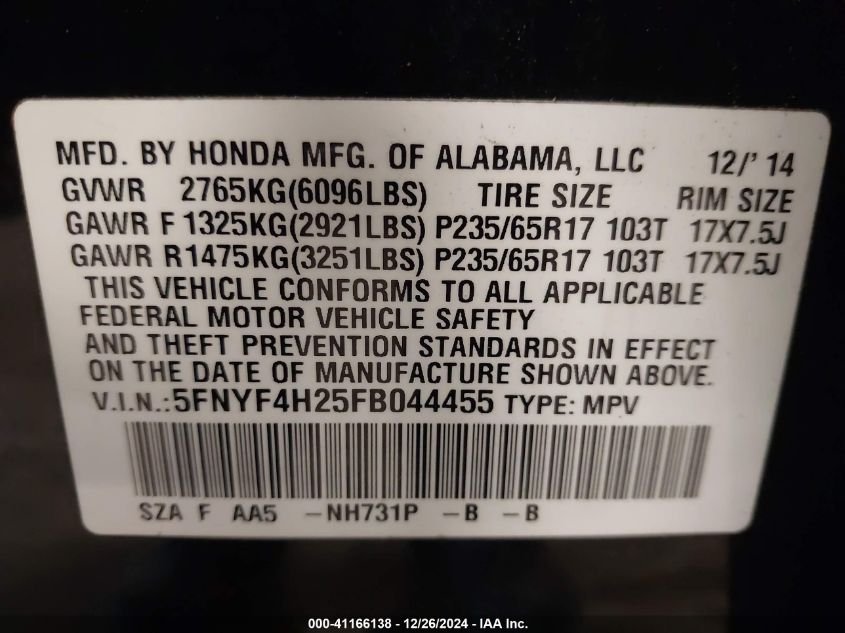 MFD. BY HONDA MFG. OF ALABAMA, LLC 12/' 14
GVWR 2765KG(6096LBS) TIRE SIZE RIM SIZE
GAWR F 1325KG(2921LBS) P235/65R17 103T 17X7.5J
GAWR R1475KG(3251LBS) P235/65R17 103T 17X7.5J
THIS VEHICLE CONFORMS TO ALL APPLICABLE
FEDERAL MOTOR VEHICLE SAFETY
AND THEFT PREVENTION STANDARDS IN EFFECT
ON THE DATE OF MANUFACTURE SHOWN ABOVE.
V.I.N.:5FNYF4H25FB044455 TYPE: MPV
SZA F AA5 -NH731P -B -B
000-41166138 - 12/26/2024 - IAA Inc.